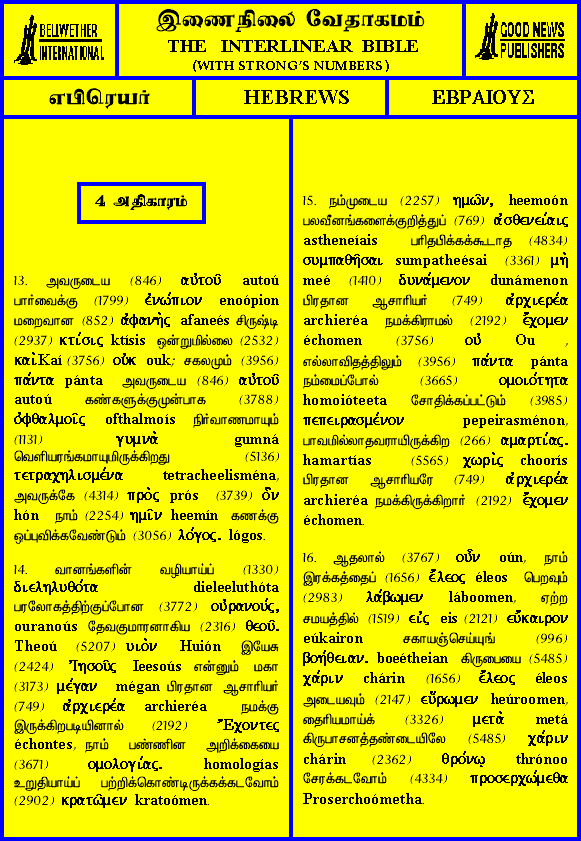 BELLWETHER
INTERNATIONAL
இணைநிலை வேதாகமம்
THE INTERLINEAR BIBLE
(WITH STRONG'S NUMBERS)
GOOD NEWS
PUBLISHERS
எபிரெயர்
HEBREWS
ΕΒΡΑΙΟΥΣ
4 அதிகாரம்
13. அவருடைய (846) αὐτοῦ autoú
பார்வைக்கு (1799) ἐνώπιον enoópion
மறைவான (852) ἀφανὴς afaneés சிருஷ்டி
(2937) κτίσις ktísis ஒன்றுமில்லை (2532)
καὶ.Kaí (3756) οὐκ ouk; சகலமும் (3956)
πάντα pánta அவருடைய (846) αὐτοῦ
autoú கண்களுக்குமுன்பாக (3788)
ὀφθαλμοῖς ofthalmoís நிர்வாணமாயும்
(1131) γυμνὰ gumná
வெளியரங்கமாயுமிருக்கிறது (5136)
τετραχηλισμένα tetracheelisména,
அவருக்கே (4314) πρὸς prós (3739) ὃν
hón நாம் (2254) ημῖν heemín கணக்கு
ஒப்புவிக்கவேண்டும் (3056) λόγος. lógos.
14. வானங்களின் வழியாய்ப் (1330)
διεληλυθότα dieleeluthóta
பரலோகத்திற்குப்போன (3772) οὐρανούς,
ouranoús தேவகுமாரனாகிய (2316) θεοῦ.
Theoú (5207) υιὸν Huión இயேசு
(2424) Ἰησοῦς Ieesoús என்னும் மகா
(3173) μέγαν mégan பிரதான ஆசாரியர்
(749) ἀρχιερέα archieréa நமக்கு
இருக்கிறபடியினால் (2192) Ἔχοντες
échontes, நாம் பண்ணின அறிக்கையை
(3671) ομολογίας. homologías
உறுதியாய்ப் பற்றிக்கொண்டிருக்கக்கடவோம்
(2902) κρατῶμεν kratoómen.
15. நம்முடைய (2257) ημῶν, heemoón
பலவீனங்களைக்குறித்துப் (769) ἀσθενείαις
astheneíais பரிதபிக்கக்கூடாத (4834)
συμπαθῆσαι sumpatheésai (3361) μὴ
meé (1410) δυνάμενον dunámenon
பிரதான ஆசாரியர் (749) ἀρχιερέα
archieréa நமக்கிராமல் (2192) ἔχομεν
échomen (3756) οὐ Ou ,
எல்லாவிதத்திலும் (3956) πάντα pánta
நம்மைப்போல் (3665) ομοιότητα
homoióteeta சோதிக்கப்பட்டும் (3985)
πεπειρασμένον pepeirasménon,
பாவமில்லாதவராயிருக்கிற (266) αμαρτίας.
hamartías (5565) χωρὶς choorís
பிரதான ஆசாரியரே (749) ἀρχιερέα
archieréa நமக்கிருக்கிறார் (2192) ἔχομεν
échomen.
16. ஆதலால் (3767) οὖν oún, நாம்
இரக்கத்தைப் (1656) ἔλεος éleos பெறவும்
(2983) λάβωμεν láboomen, ஏற்ற
சமயத்தில் (1519) εἰς eis (2121) εὔκαιρον
eúkairon சகாயஞ்செய்யுங் (996)
βοήθειαν. boeétheian கிருபையை (5485)
χάριν chárin (1656) ἔλεος éleos
அடையவும் (2147) εὕρωμεν heúroomen,
தைரியமாய்க் (3326) μετὰ metá
கிருபாசனத்தண்டையிலே (5485) χάριν
chárin (2362) θρόνῳ thrónoo
சேரக்கடவோம் (4334) προσερχώμεθα
Proserchoómetha.